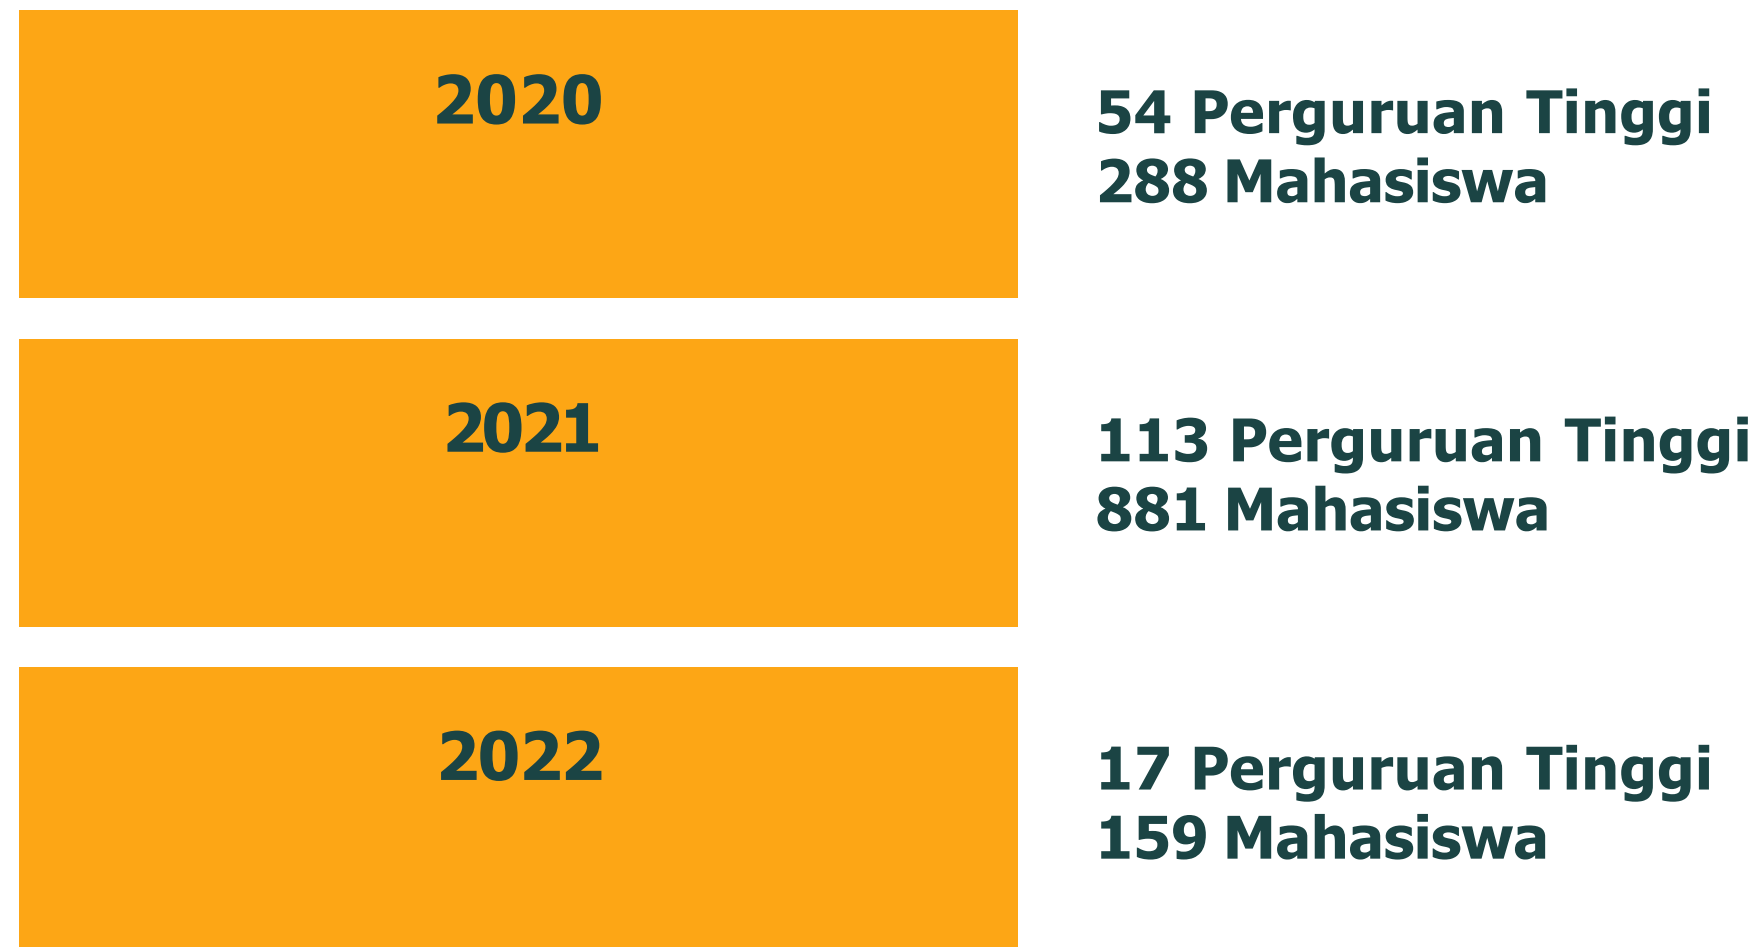 2020
54 Perguruan Tinggi
288 Mahasiswa
2021
113 Perguruan Tinggi
881 Mahasiswa
2022
17 Perguruan Tinggi
159 Mahasiswa